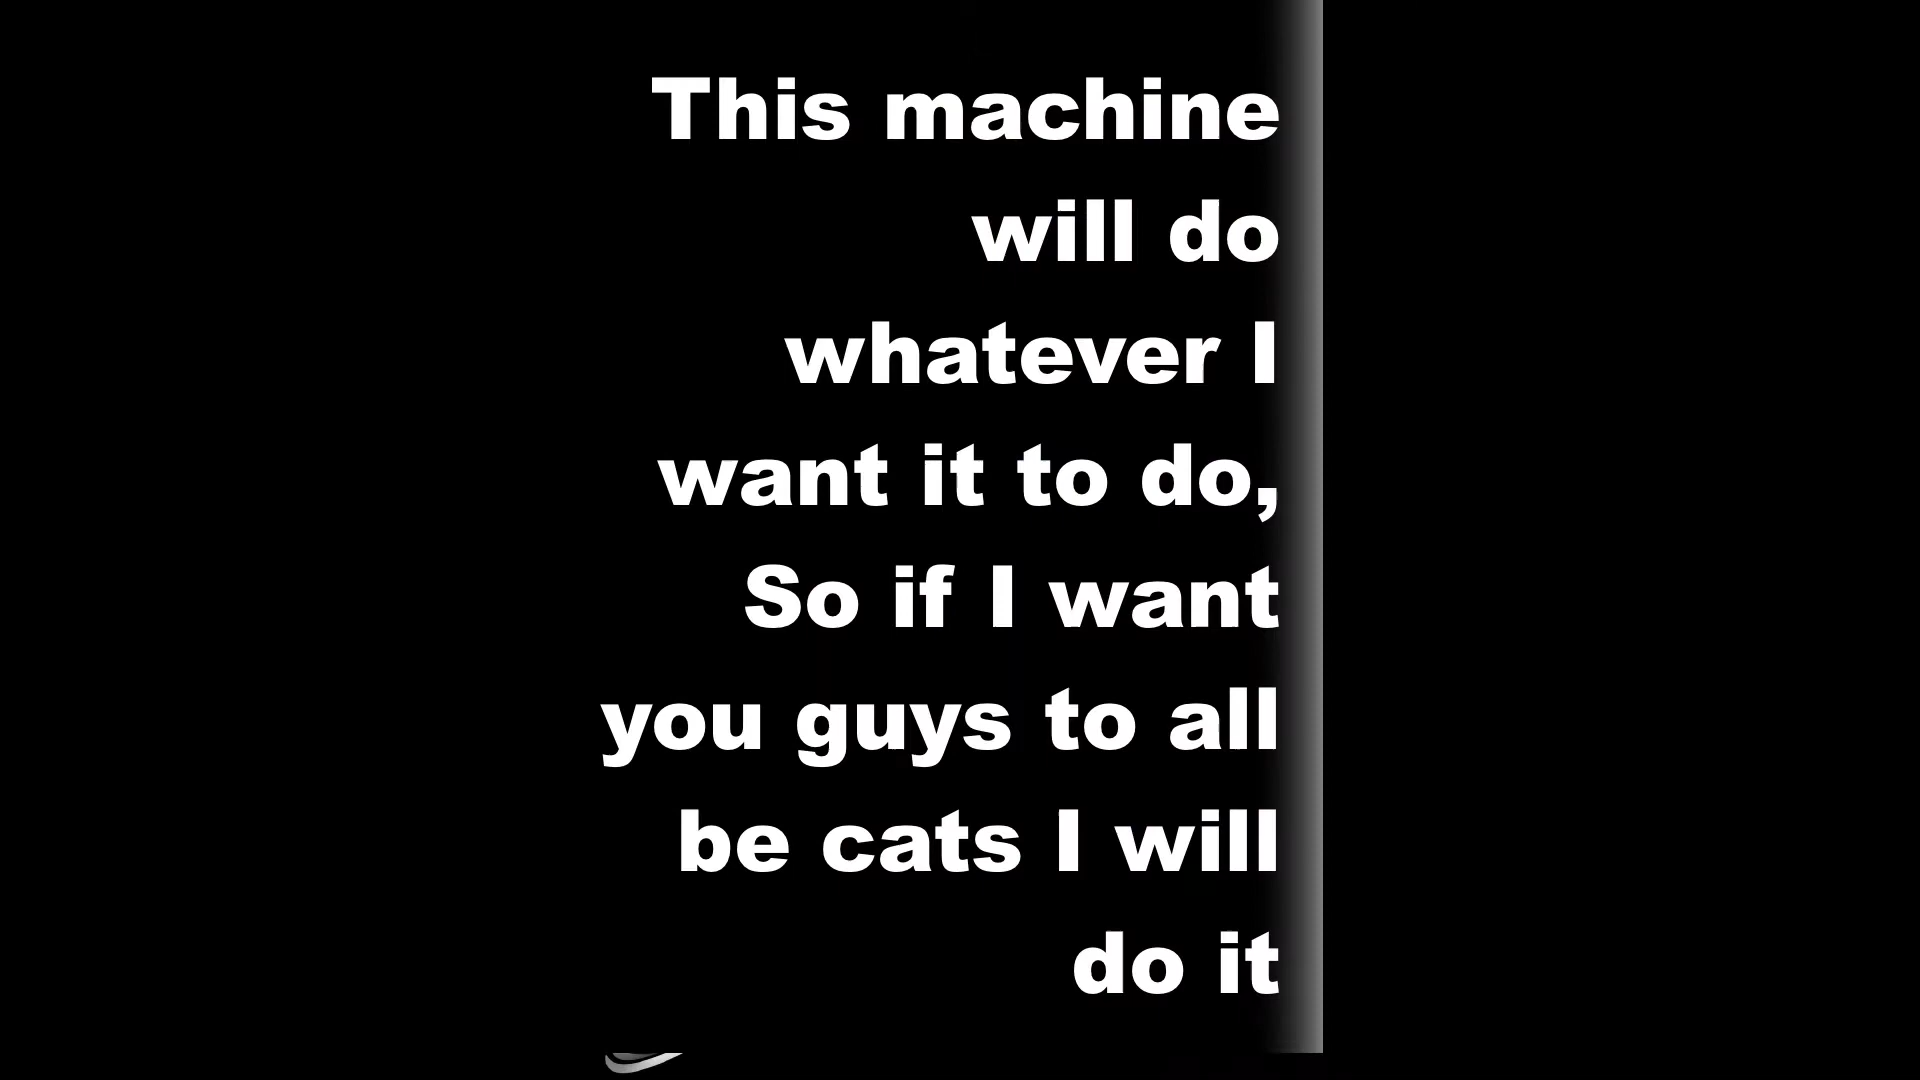 This machine
will do
whatever I
want it to do,
So if I want
you guys to all
be cats I will
do it